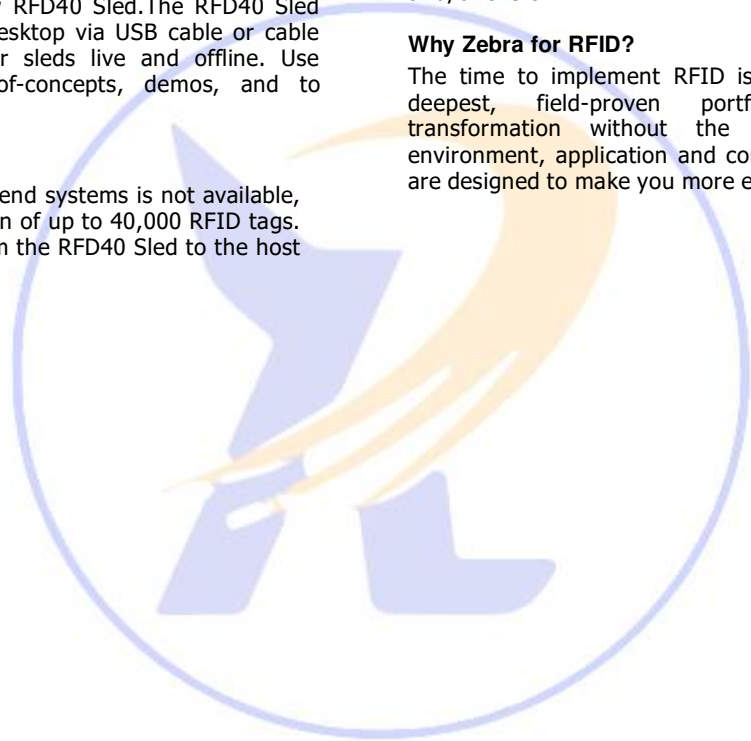 RFD40 Sled.The RFD40 Sled
esktop via USB cable or cable
r sleds live and offline. Use
of-concepts, demos, and to
end systems is not available,
n of up to 40,000 RFID tags.
m the RFD40 Sled to the host
Why Zebra for RFID?
The time to implement RFID is
deepest, field-proven portf
transformation without the
environment, application and co
are designed to make you more e